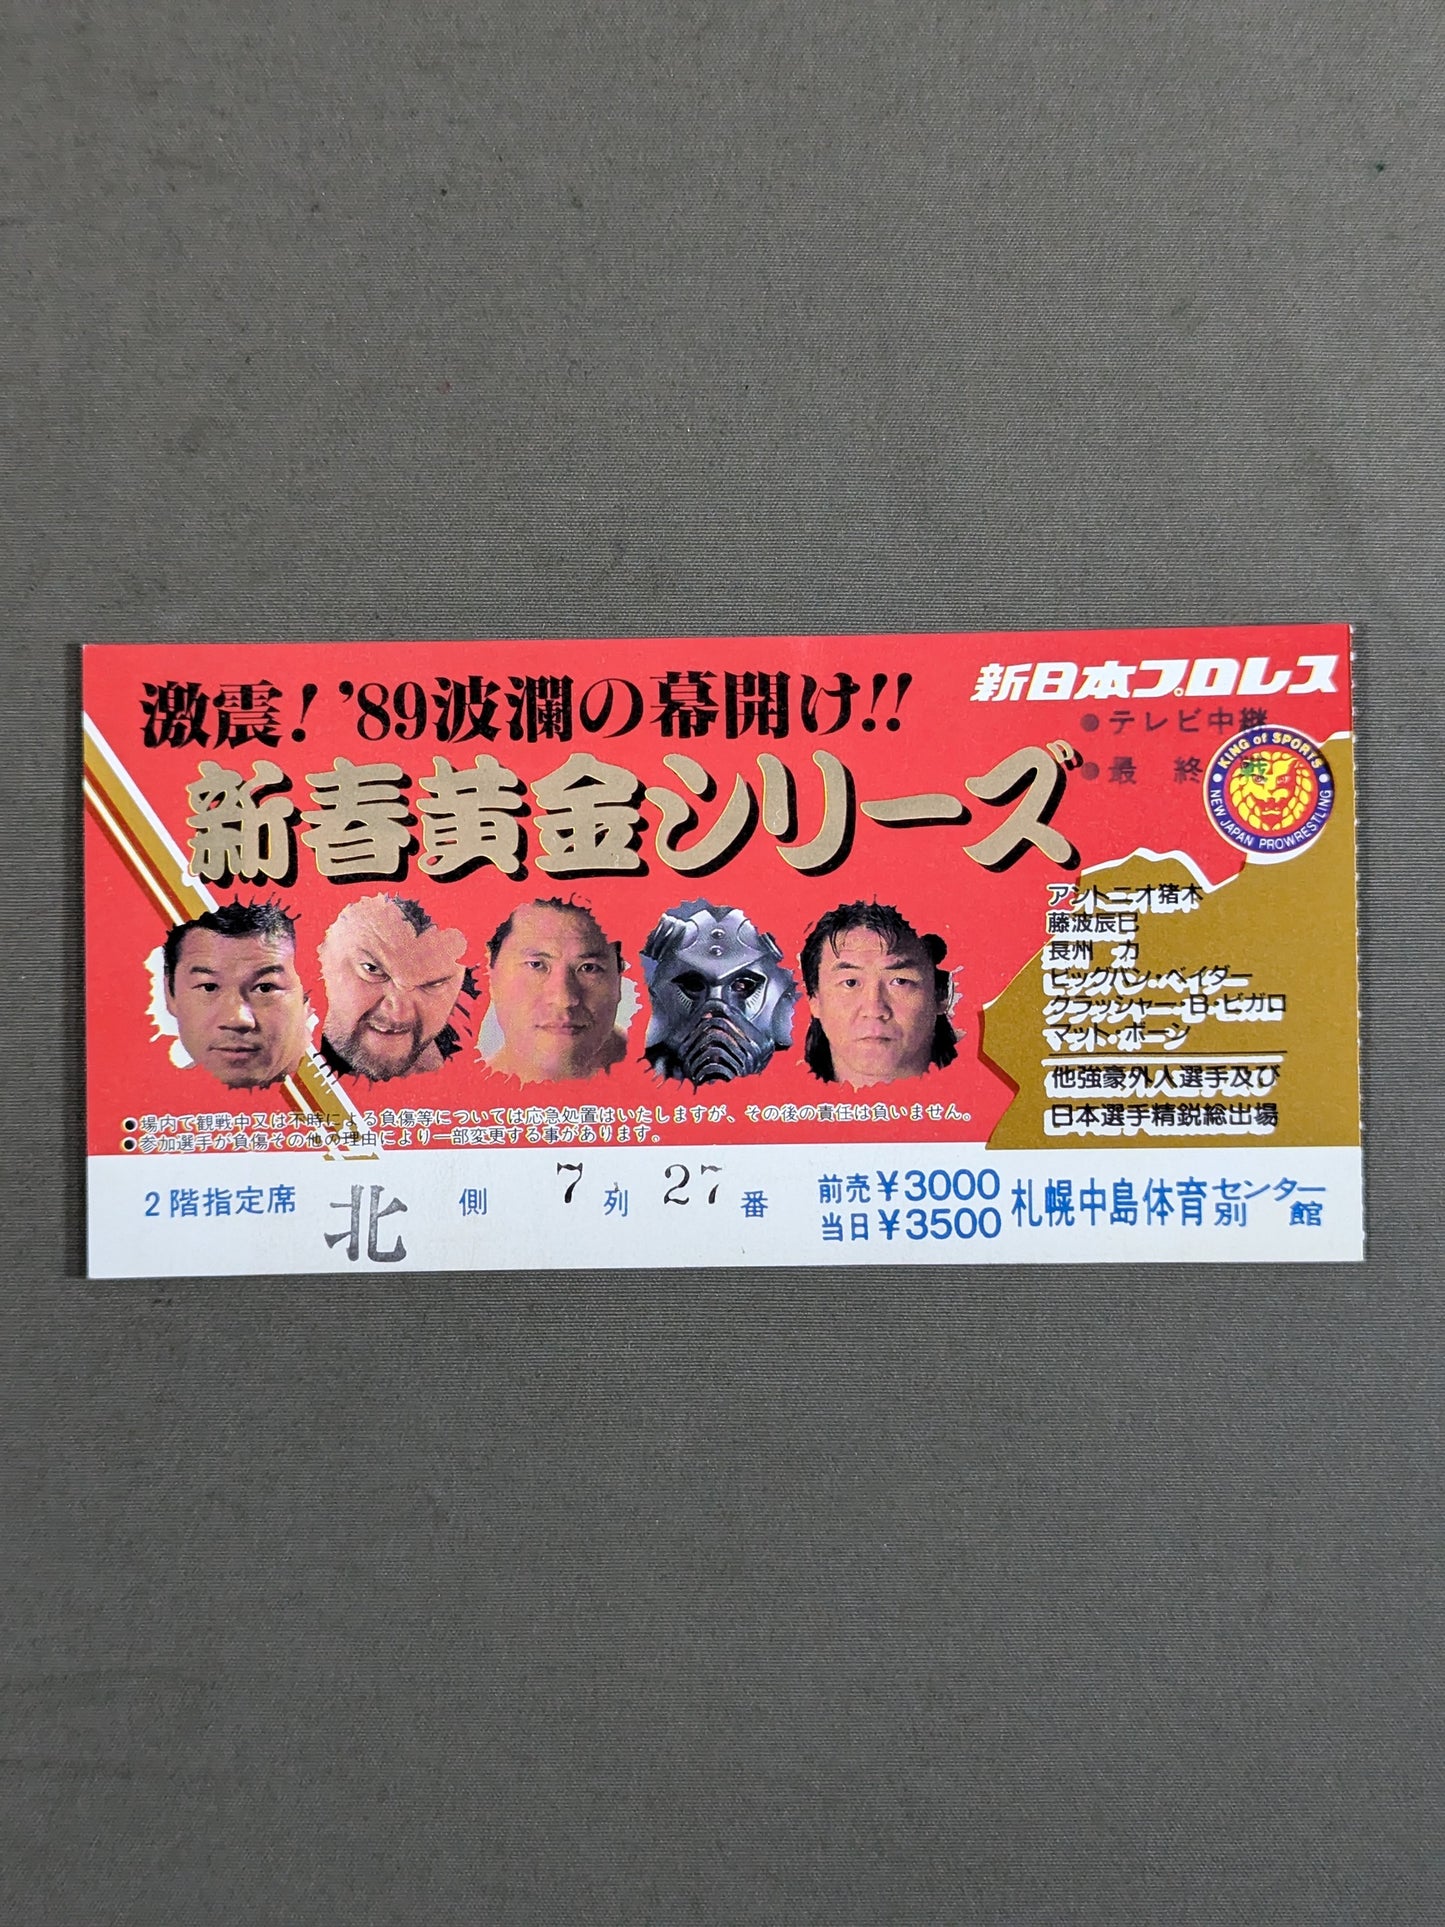 激震！'89波瀾の幕開け!!
新日本プロレス
●テレビ中継
●最終戦
新春黄金シリーズ
KING of SPORTS
NEW JAPAN PROWRESTLING
アントニオ猪木
藤波辰巳
長州 力
ビッグバン・ベイダー
クラッシャー・B・ビガロ
マット・ボーン
他強豪外人選手及び
日本選手精鋭総出場
●場内で観戦中又は不時による負傷等については応急処置はいたしますが、その後の責任は負いません。
●参加選手が負傷その他の理由により一部変更する事があります。
2階指定席 北 側 7 列 27 番
前売￥3000
当日￥3500
札幌中島体育センター別館